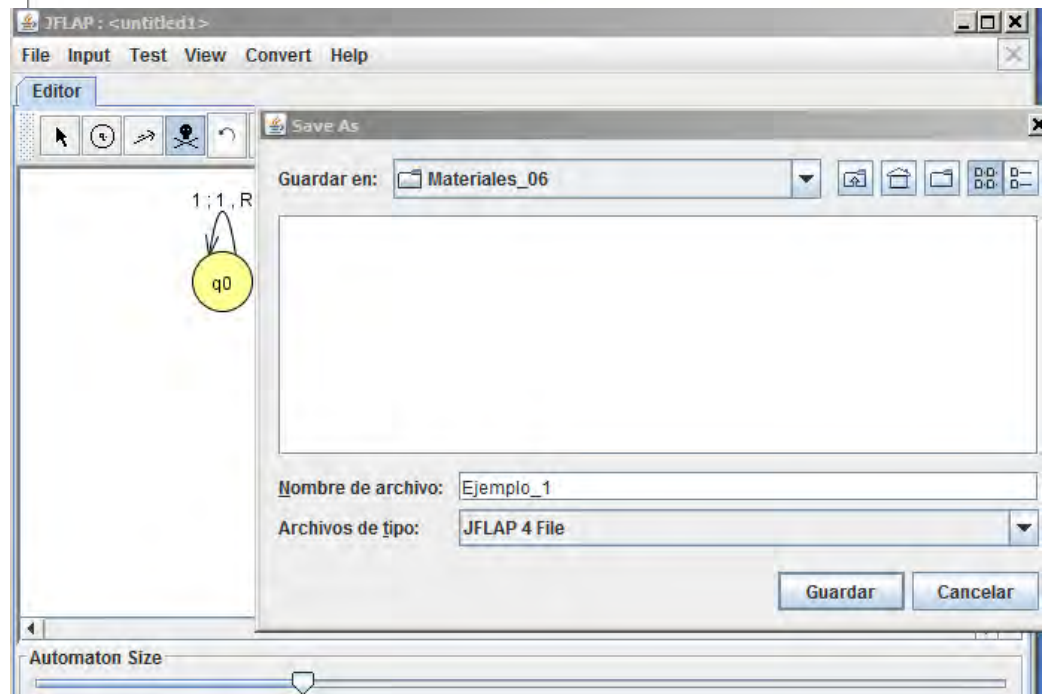 JFLAP : <untitled1>
File Input Test View Convert Help
Editor
Save As
Guardar en: Materiales_06
1 ; 1 , R
q0
Nombre de archivo: Ejemplo_1
Archivos de tipo: JFLAP 4 File
Guardar Cancelar
Automaton Size